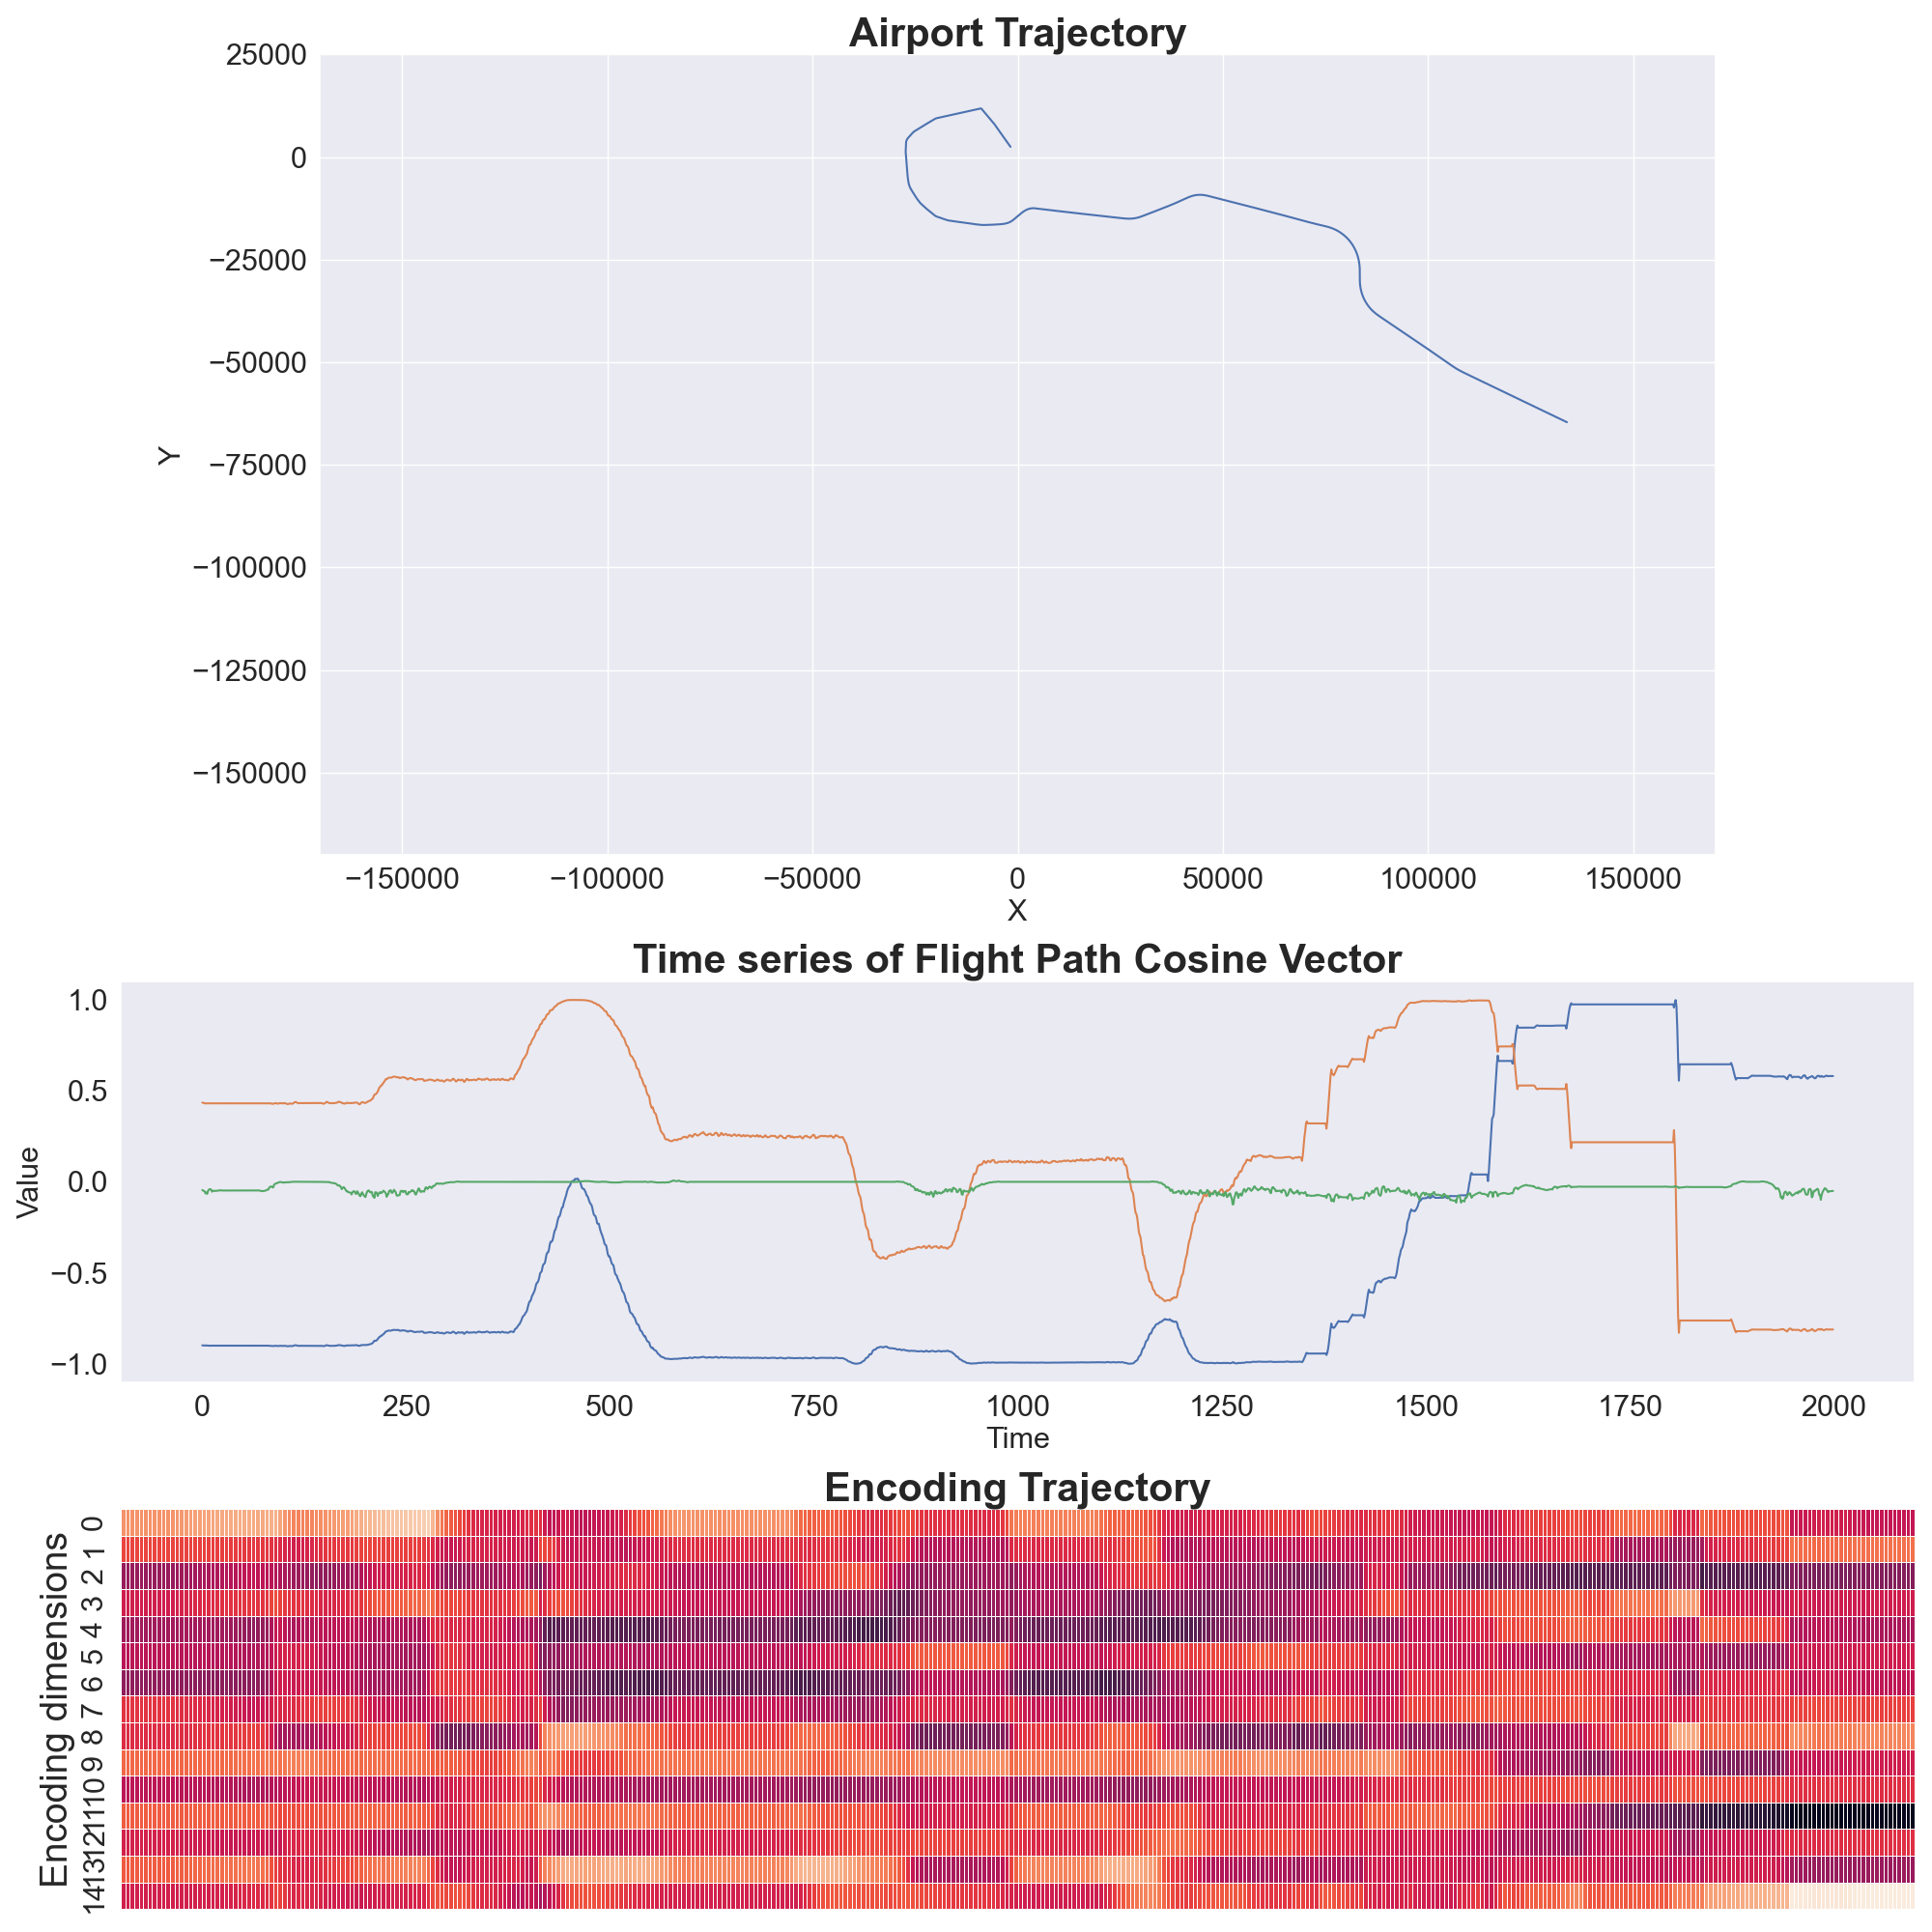 Airport Trajectory
25000
0
−25000
−50000
−75000
−100000
−125000
−150000
Y
−150000 −100000 −50000 0 50000 100000 150000
X
Time series of Flight Path Cosine Vector
1.0
0.5
0.0
−0.5
−1.0
Value
0 250 500 750 1000 1250 1500 1750 2000
Time
Encoding Trajectory
Encoding dimensions
0
1
2
3
4
5
6
7
8
9
10
11
12
13
14